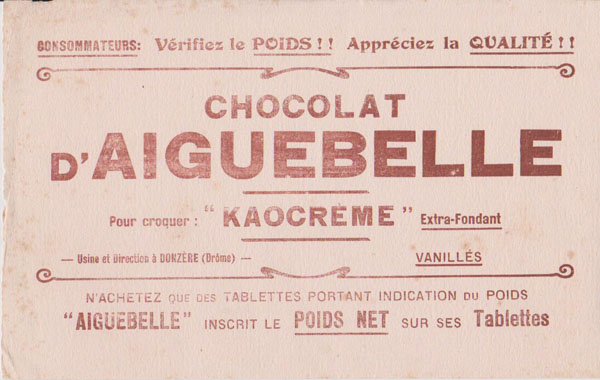 CONSOMMATEURS: Vérifiez le POIDS!! Appréciez la QUALITÉ!!
CHOCOLAT
D'AIGUEBELLE
Pour croquer : "KAOCRÈME" Extra-Fondant
— Usine et Direction à DONZÈRE (Drôme) — VANILLÉS
N'ACHETEZ QUE DES TABLETTES PORTANT INDICATION DU POIDS
"AIGUEBELLE" INSCRIT LE POIDS NET SUR SES Tablettes